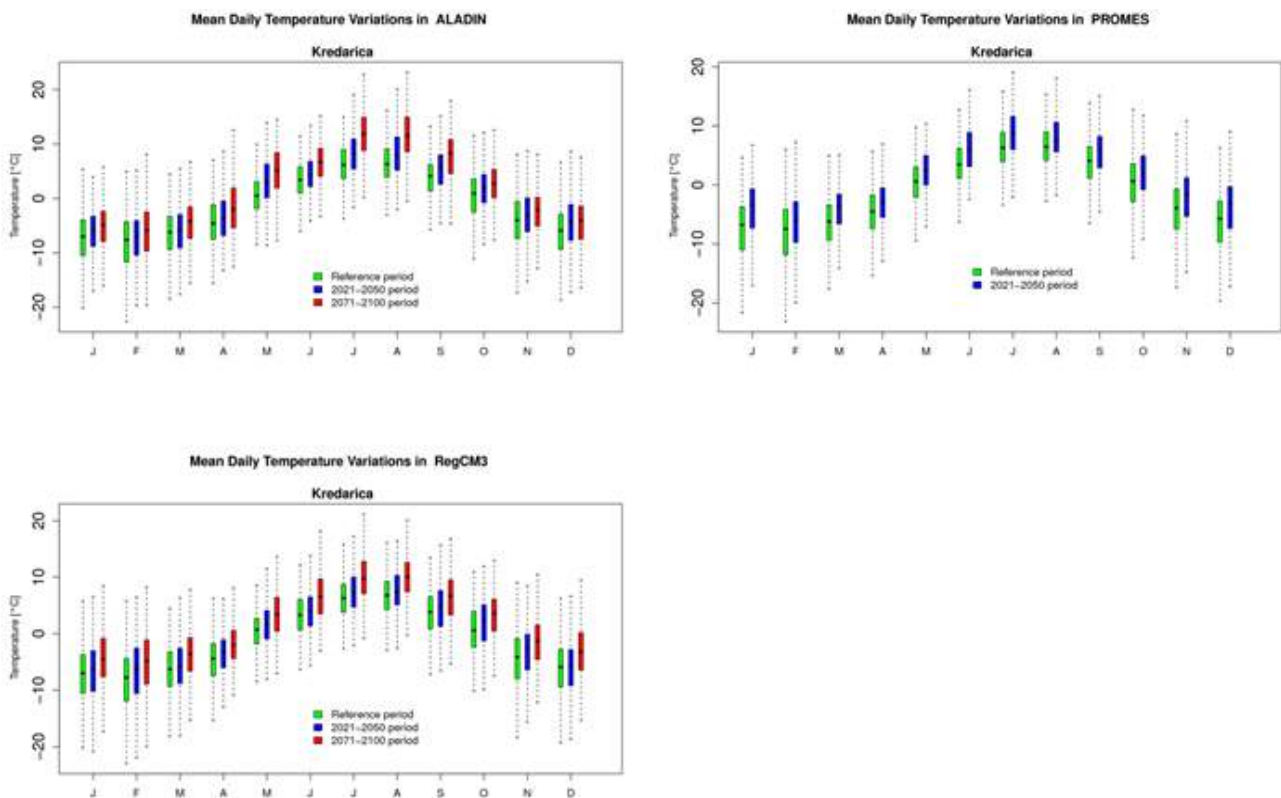 Mean Daily Temperature Variations in ALADIN
Kredarica
Temperature [°C]
20
10
0
−10
−20
Reference period
2021−2050 period
2071−2100 period
J F M A M J J A S O N D
Mean Daily Temperature Variations in PROMES
Kredarica
Temperature [°C]
20
10
0
−10
−20
Reference period
2021−2050 period
J F M A M J J A S O N D
Mean Daily Temperature Variations in RegCM3
Kredarica
Temperature [°C]
20
10
0
−10
−20
Reference period
2021−2050 period
2071−2100 period
J F M A M J J A S O N D